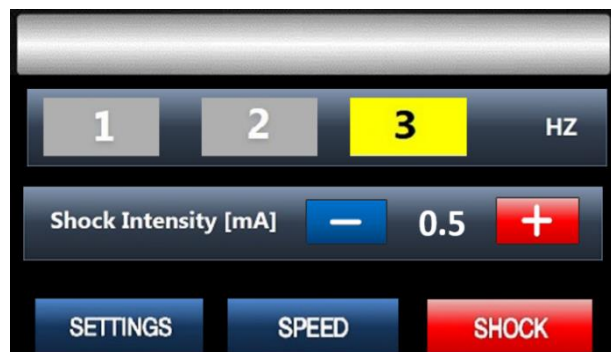 1 2 3 HZ
Shock Intensity [mA] − 0.5 +
SETTINGS SPEED SHOCK